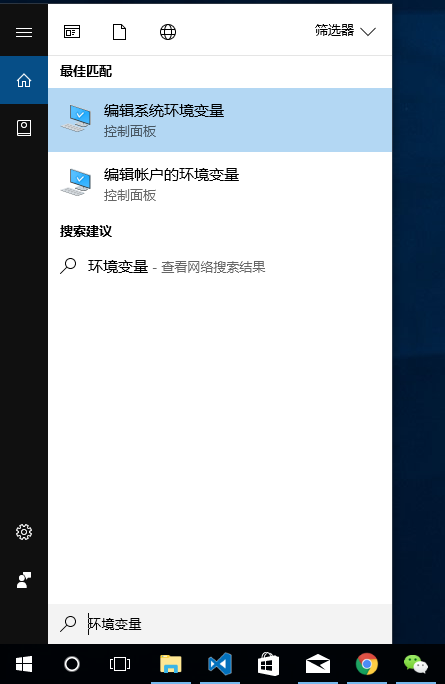 筛选器
最佳匹配
编辑系统环境变量
控制面板
编辑帐户的环境变量
控制面板
搜索建议
环境变量 - 查看网络搜索结果
环境变量